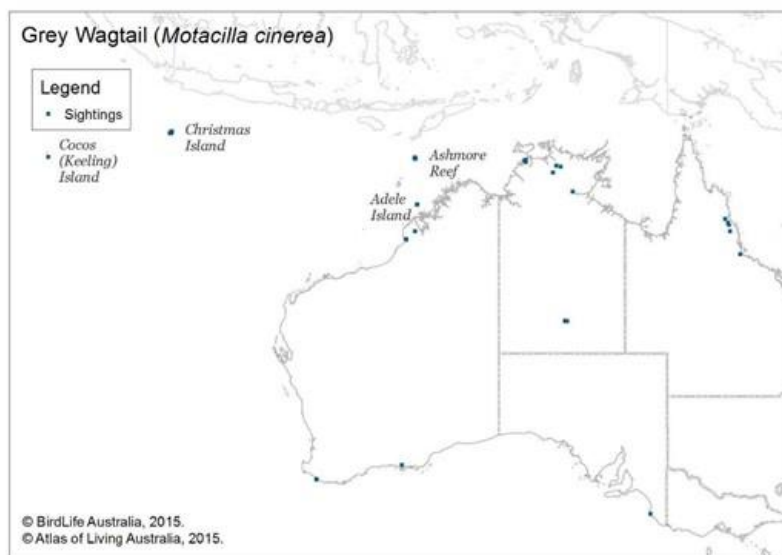 Grey Wagtail (Motacilla cinerea)
Legend
Sightings
Cocos
(Keeling)
Island
Christmas
Island
Ashmore
Reef
Adele
Island
© BirdLife Australia, 2015.
© Atlas of Living Australia, 2015.